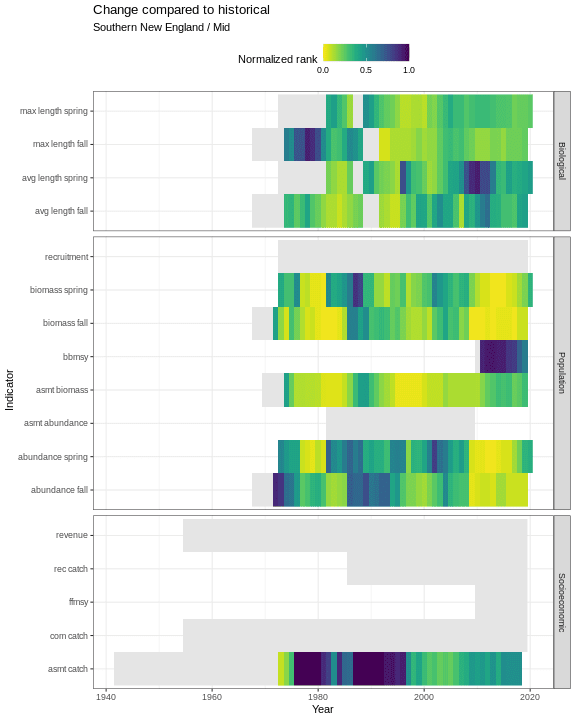 Change compared to historical
Southern New England / Mid
Normalized rank
0.0 0.5 1.0
max length spring
max length fall
avg length spring
avg length fall
Biological
recruitment
biomass spring
biomass fall
bbmsy
asmt biomass
asmt abundance
abundance spring
abundance fall
Population
revenue
rec catch
ffmsy
com catch
asmt catch
Socioeconomic
Indicator
1940 1960 1980 2000 2020
Year